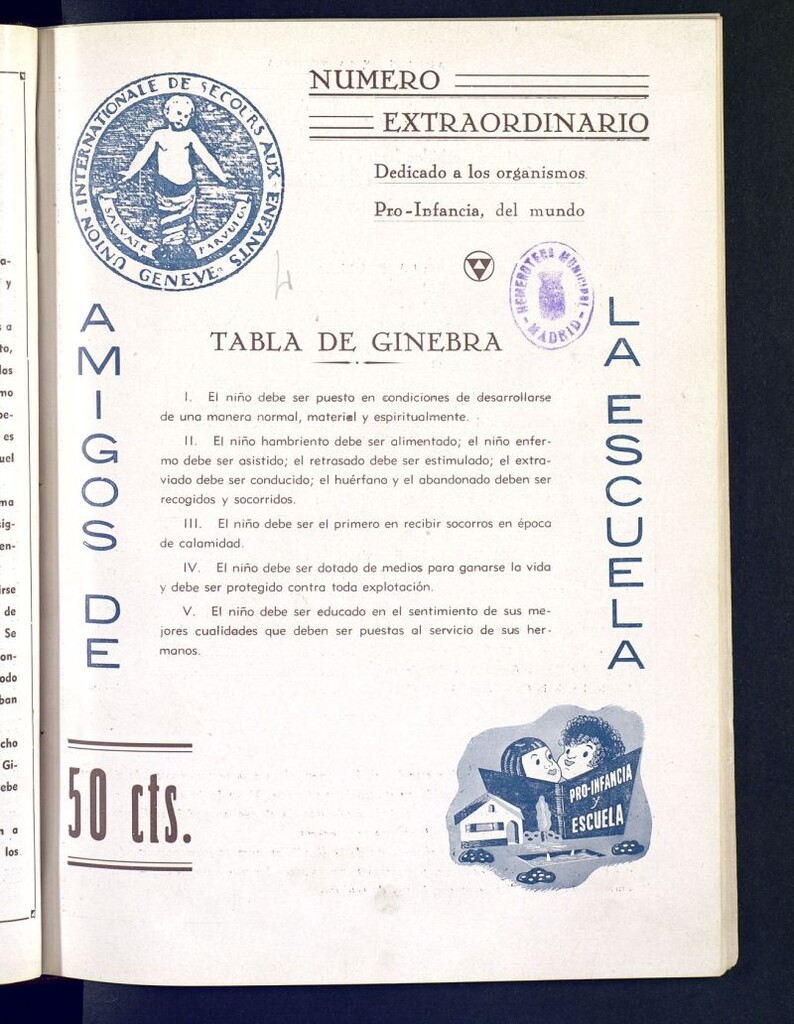 UNION · INTERNATIONALE DE SECOURS AUX · ENFANTS
GENEVE
SALVATE PARVULOS
NUMERO
EXTRAORDINARIO
Dedicado a los organismos
Pro-Infancia, del mundo
HEMEROTECA MUNICIPAL
- MADRID -
4
AMIGOS DE
LA ESCUELA
TABLA DE GINEBRA
I. El niño debe ser puesto en condiciones de desarrollarse
de una manera normal, material y espiritualmente.
II. El niño hambriento debe ser alimentado; el niño enfer-
mo debe ser asistido; el retrasado debe ser estimulado; el extra-
viado debe ser conducido; el huérfano y el abandonado deben ser
recogidos y socorridos.
III. El niño debe ser el primero en recibir socorros en época
de calamidad.
IV. El niño debe ser dotado de medios para ganarse la vida
y debe ser protegido contra toda explotación.
V. El niño debe ser educado en el sentimiento de sus me-
jores cualidades que deben ser puestas al servicio de sus her-
manos.
50 cts.
PRO-INFANCIA
y
ESCUELA